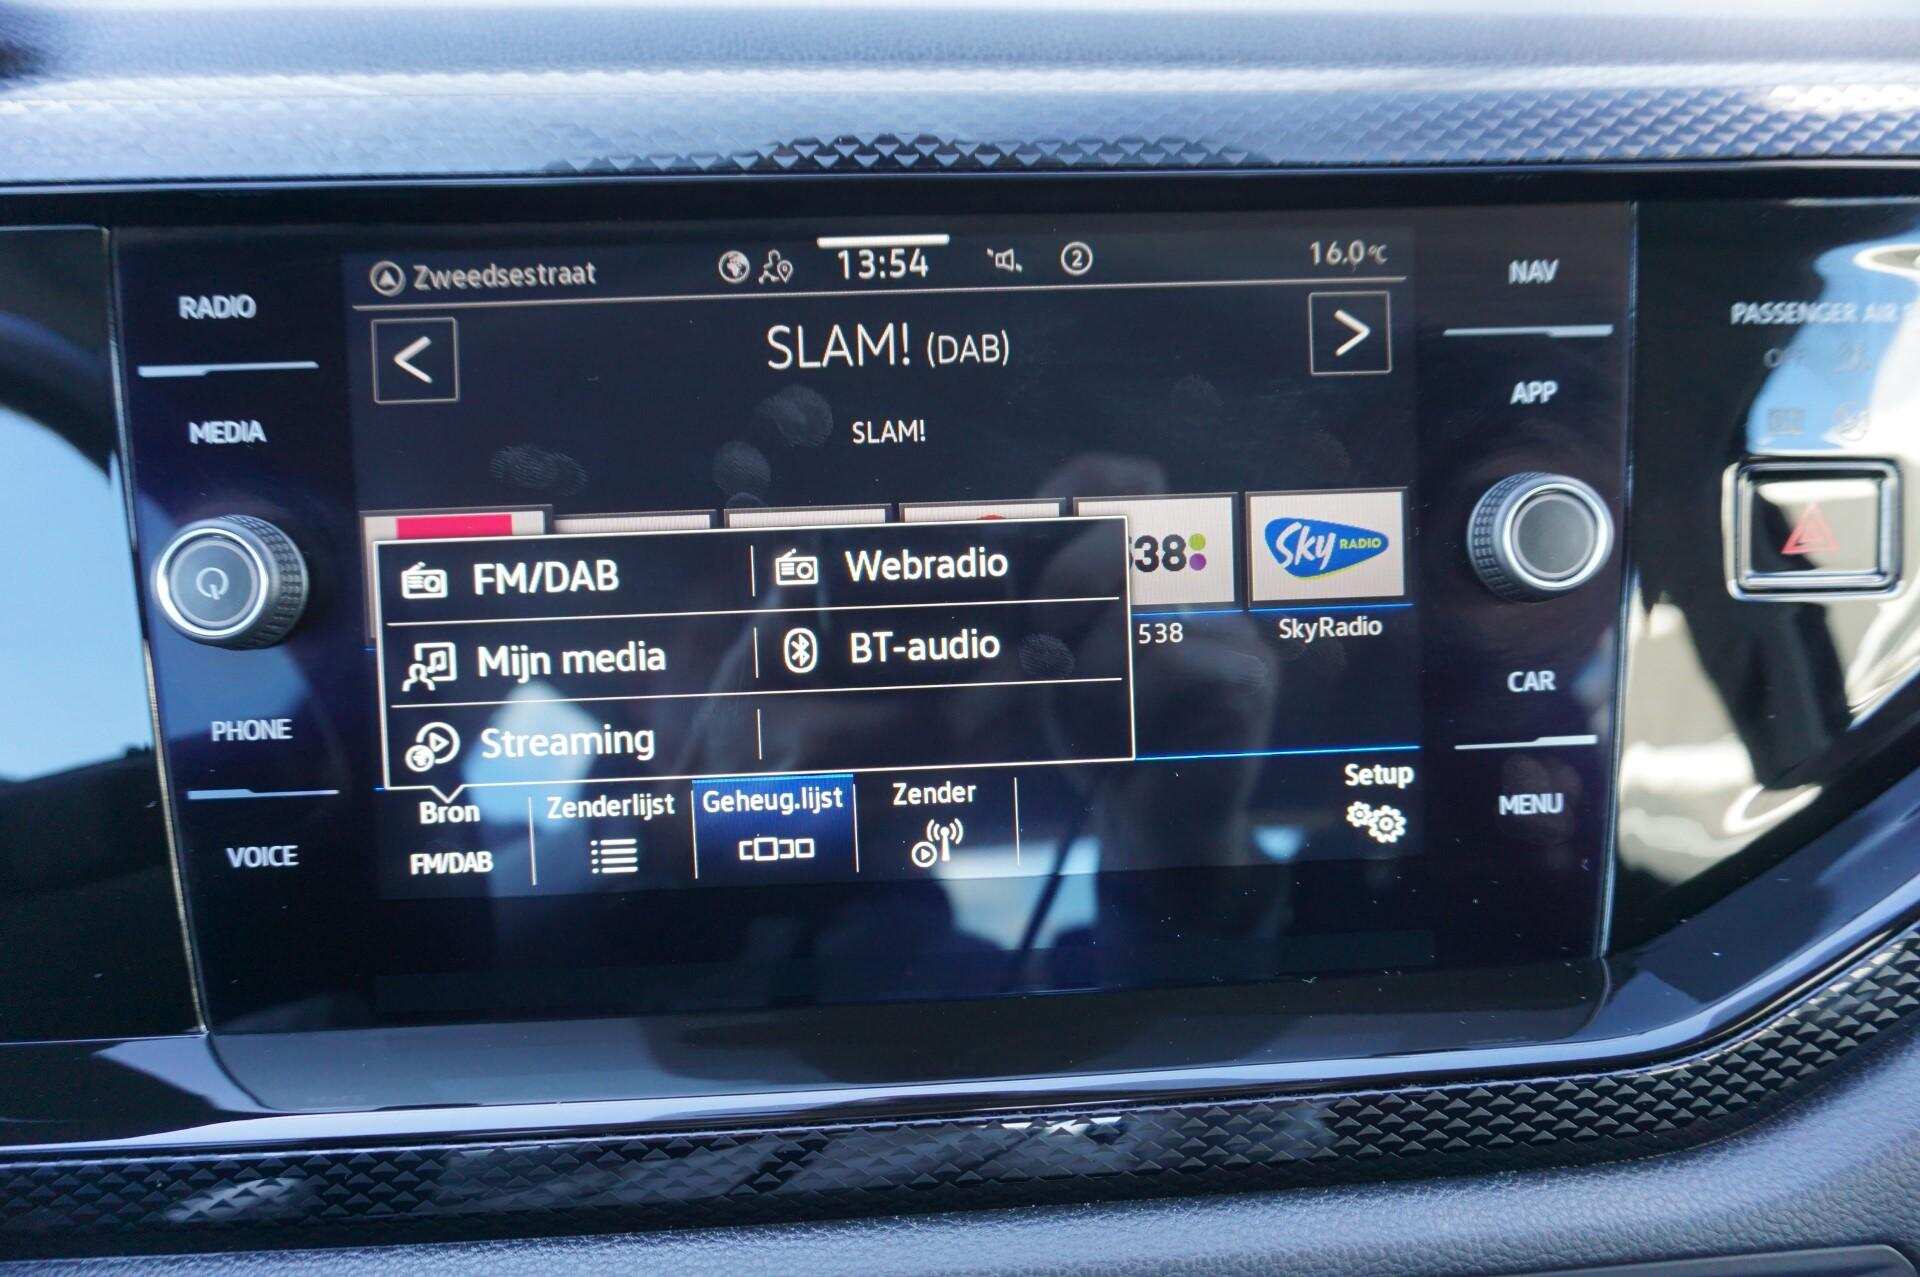 RADIO
MEDIA
PHONE
VOICE
Zweedsestraat
13:54
2
16.0 °C
SLAM! (DAB)
SLAM!
538
Sky RADIO
538
SkyRadio
FM/DAB
Webradio
Mijn media
BT-audio
Streaming
Bron
FM/DAB
Zenderlijst
Geheug.lijst
Zender
Setup
NAV
APP
CAR
MENU
PASSENGER AIR
OFF